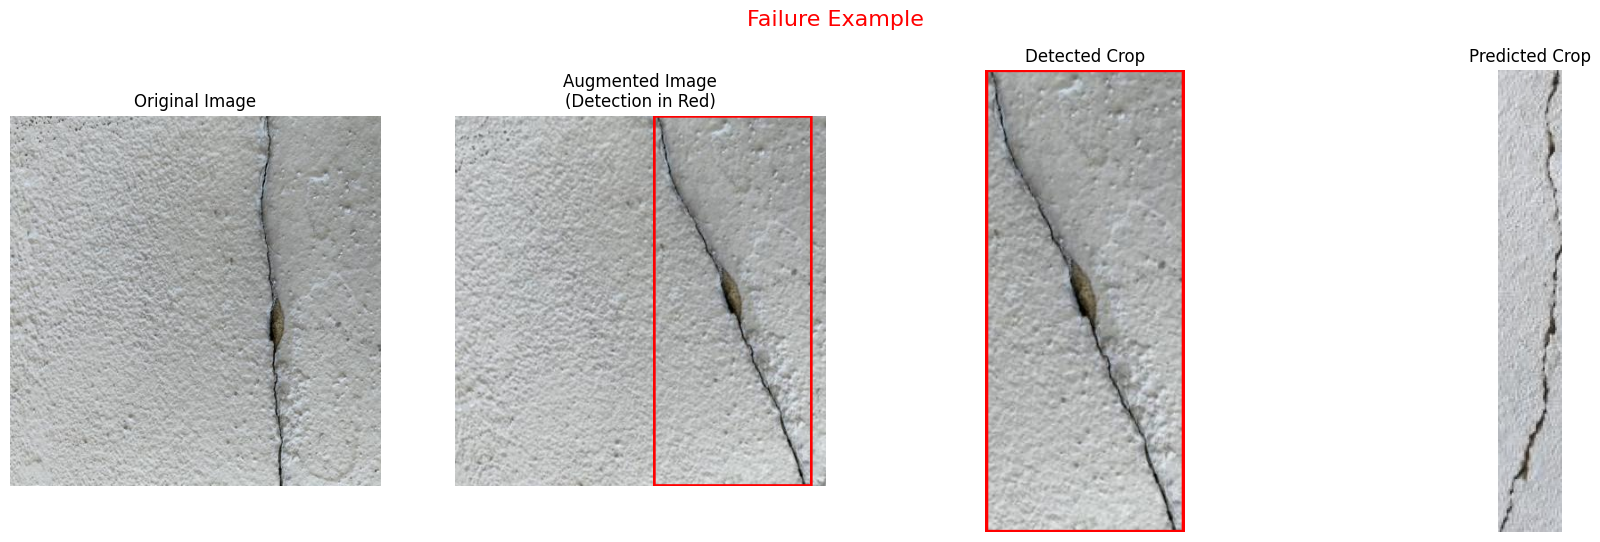 Failure Example
Original Image
Augmented Image
(Detection in Red)
Detected Crop
Predicted Crop